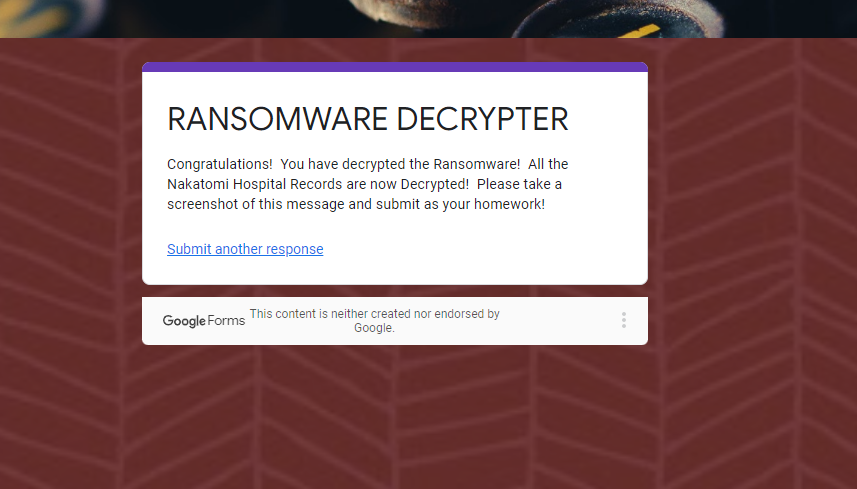 RANSOMWARE DECRYPTER
Congratulations!  You have decrypted the Ransomware!  All the
Nakatomi Hospital Records are now Decrypted!  Please take a
screenshot of this message and submit as your homework!
Submit another response
Google Forms
This content is neither created nor endorsed by
Google.